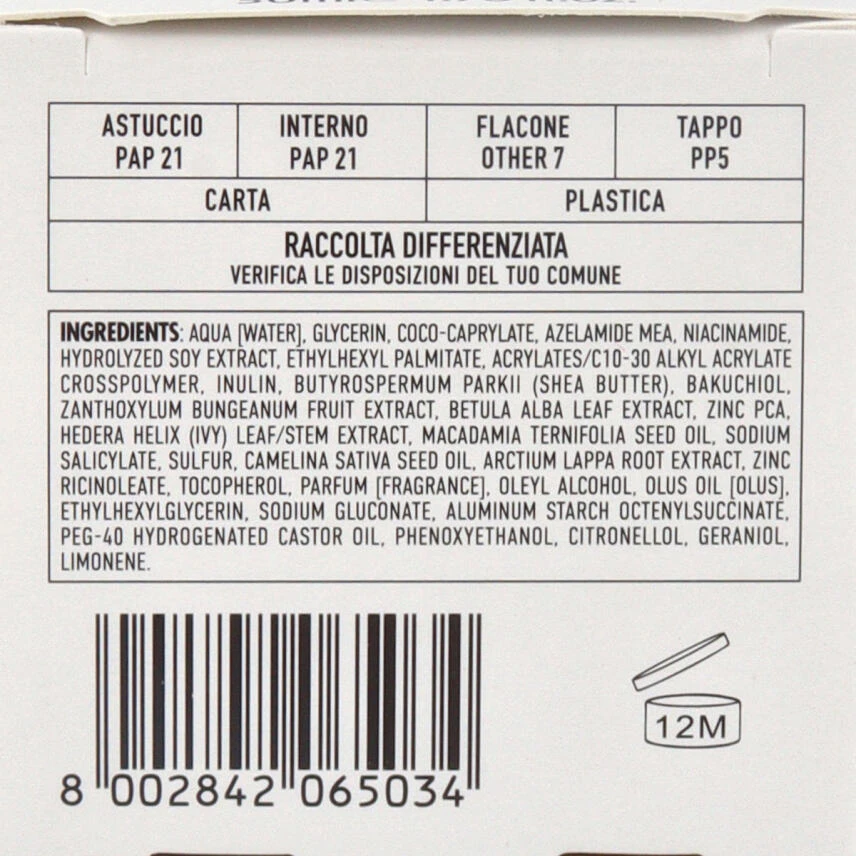 ASTUCCIO INTERNO FLACONE TAPPO
PAP 21 PAP 21 OTHER 7 PP5
CARTA PLASTICA
RACCOLTA DIFFERENZIATA
VERIFICA LE DISPOSIZIONI DEL TUO COMUNE
INGREDIENTS: AQUA [WATER], GLYCERIN, COCO-CAPRYLATE, AZELAMIDE MEA, NIACINAMIDE,
HYDROLYZED SOY EXTRACT, ETHYLHEXYL PALMITATE, ACRYLATES/C10-30 ALKYL ACRYLATE
CROSSPOLYMER, INULIN, BUTYROSPERMUM PARKII (SHEA BUTTER), BAKUCHIOL,
ZANTHOXYLUM BUNGEANUM FRUIT EXTRACT, BETULA ALBA LEAF EXTRACT, ZINC PCA,
HEDERA HELIX (IVY) LEAF/STEM EXTRACT, MACADAMIA TERNIFOLIA SEED OIL, SODIUM
SALICYLATE, SULFUR, CAMELINA SATIVA SEED OIL, ARCTIUM LAPPA ROOT EXTRACT, ZINC
RICINOLEATE, TOCOPHEROL, PARFUM [FRAGRANCE], OLEYL ALCOHOL, OLUS OIL [OLUS],
ETHYLHEXYLGLYCERIN, SODIUM GLUCONATE, ALUMINUM STARCH OCTENYLSUCCINATE,
PEG-40 HYDROGENATED CASTOR OIL, PHENOXYETHANOL, CITRONELLOL, GERANIOL,
LIMONENE.
12M
8 002842 065034